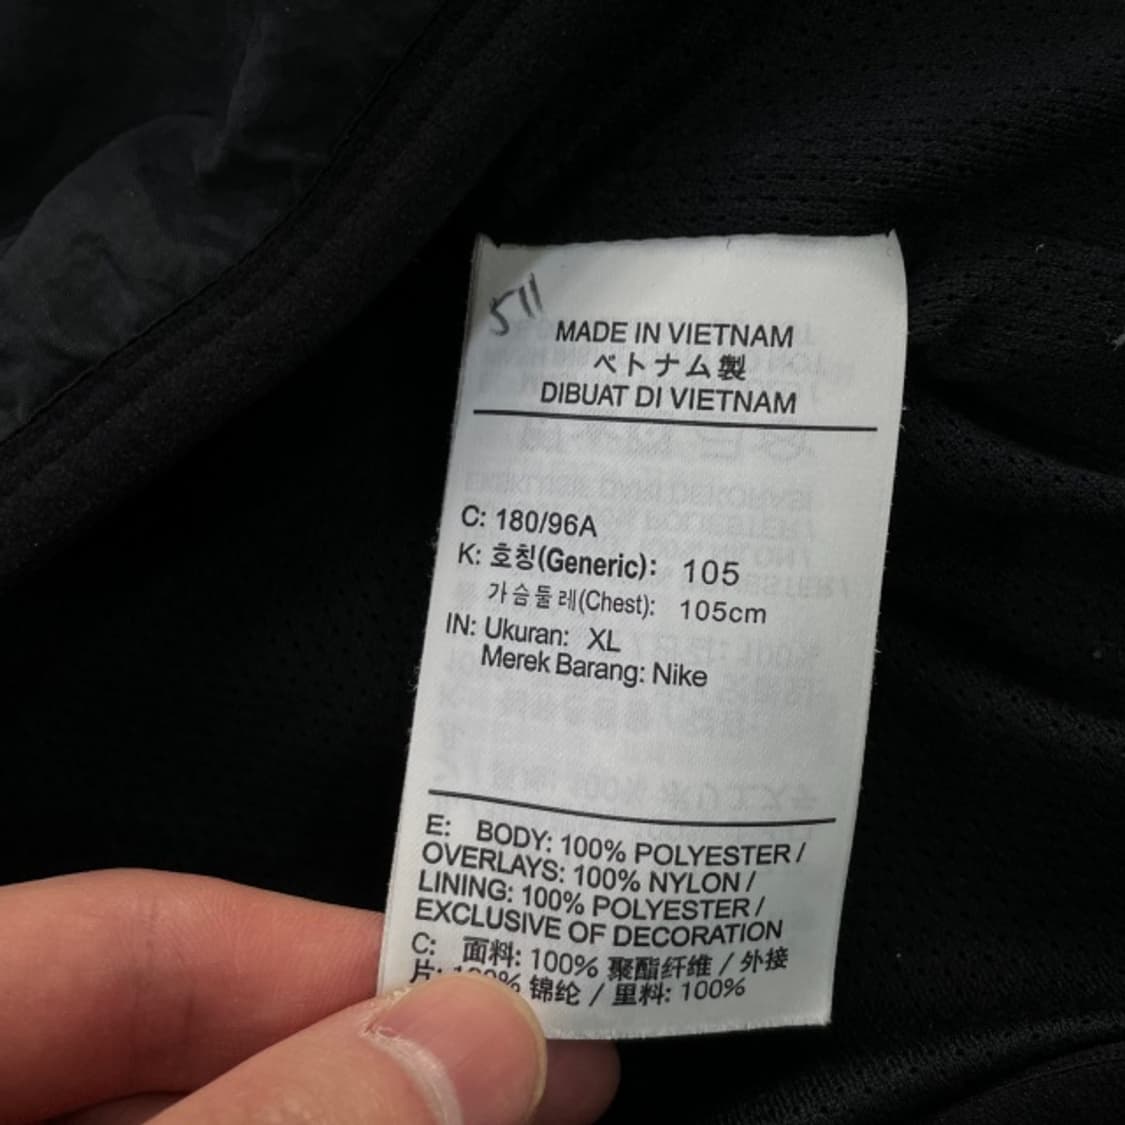 511
MADE IN VIETNAM
ベトナム製
DIBUAT DI VIETNAM
C: 180/96A
K: 호칭(Generic): 105
가슴둘레(Chest): 105cm
IN: Ukuran: XL
Merek Barang: Nike
E: BODY: 100% POLYESTER /
OVERLAYS: 100% NYLON /
LINING: 100% POLYESTER /
EXCLUSIVE OF DECORATION
C: 面料: 100% 聚酯纤维 / 外接
片: 100% 锦纶 / 里料: 100%